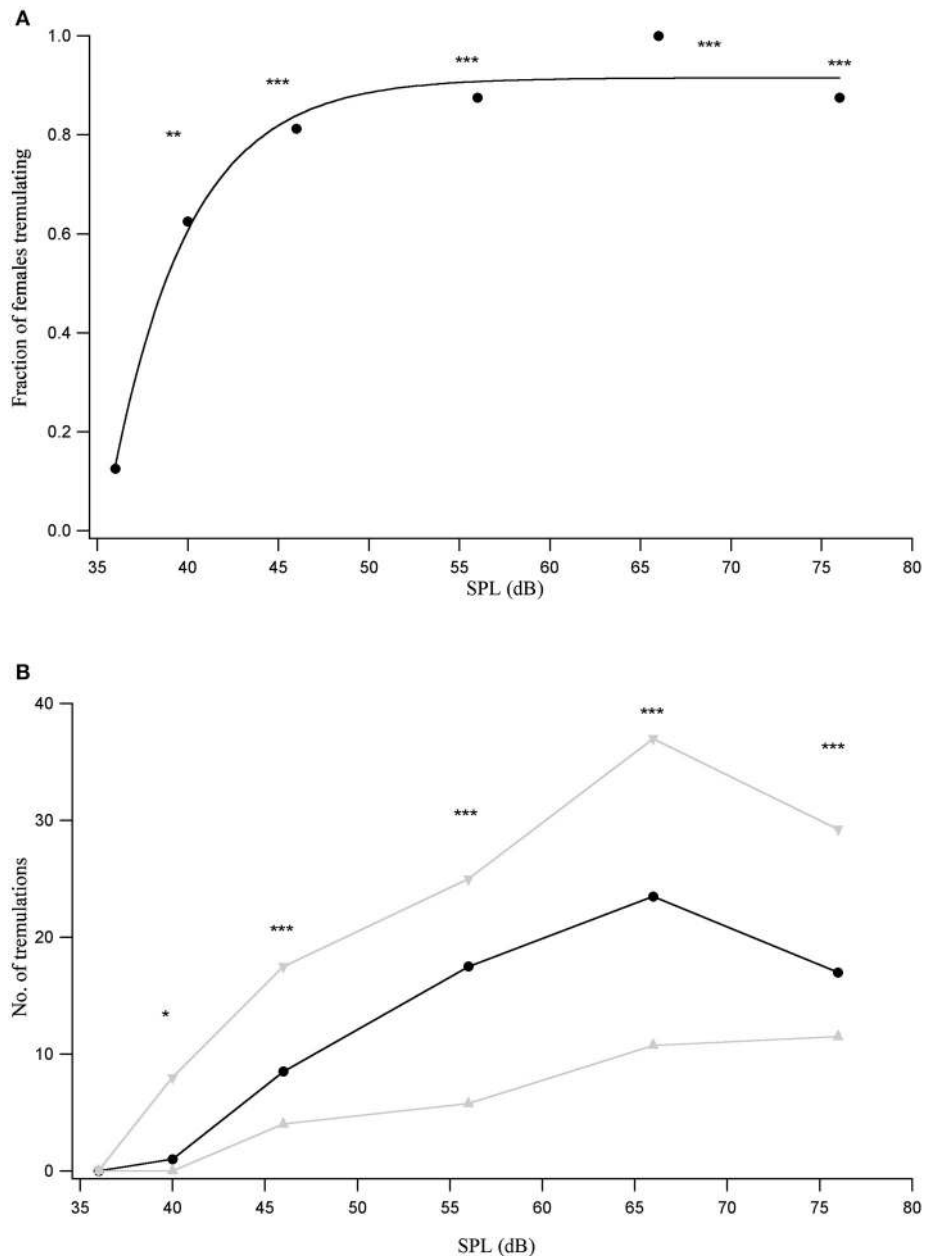 A
1.0
0.8
0.6
0.4
0.2
0.0
Fraction of females tremulating
**
***
***
***
***
35 40 45 50 55 60 65 70 75 80
SPL (dB)
B
40
30
20
10
0
No. of tremulations
*
***
***
***
***
35 40 45 50 55 60 65 70 75 80
SPL (dB)